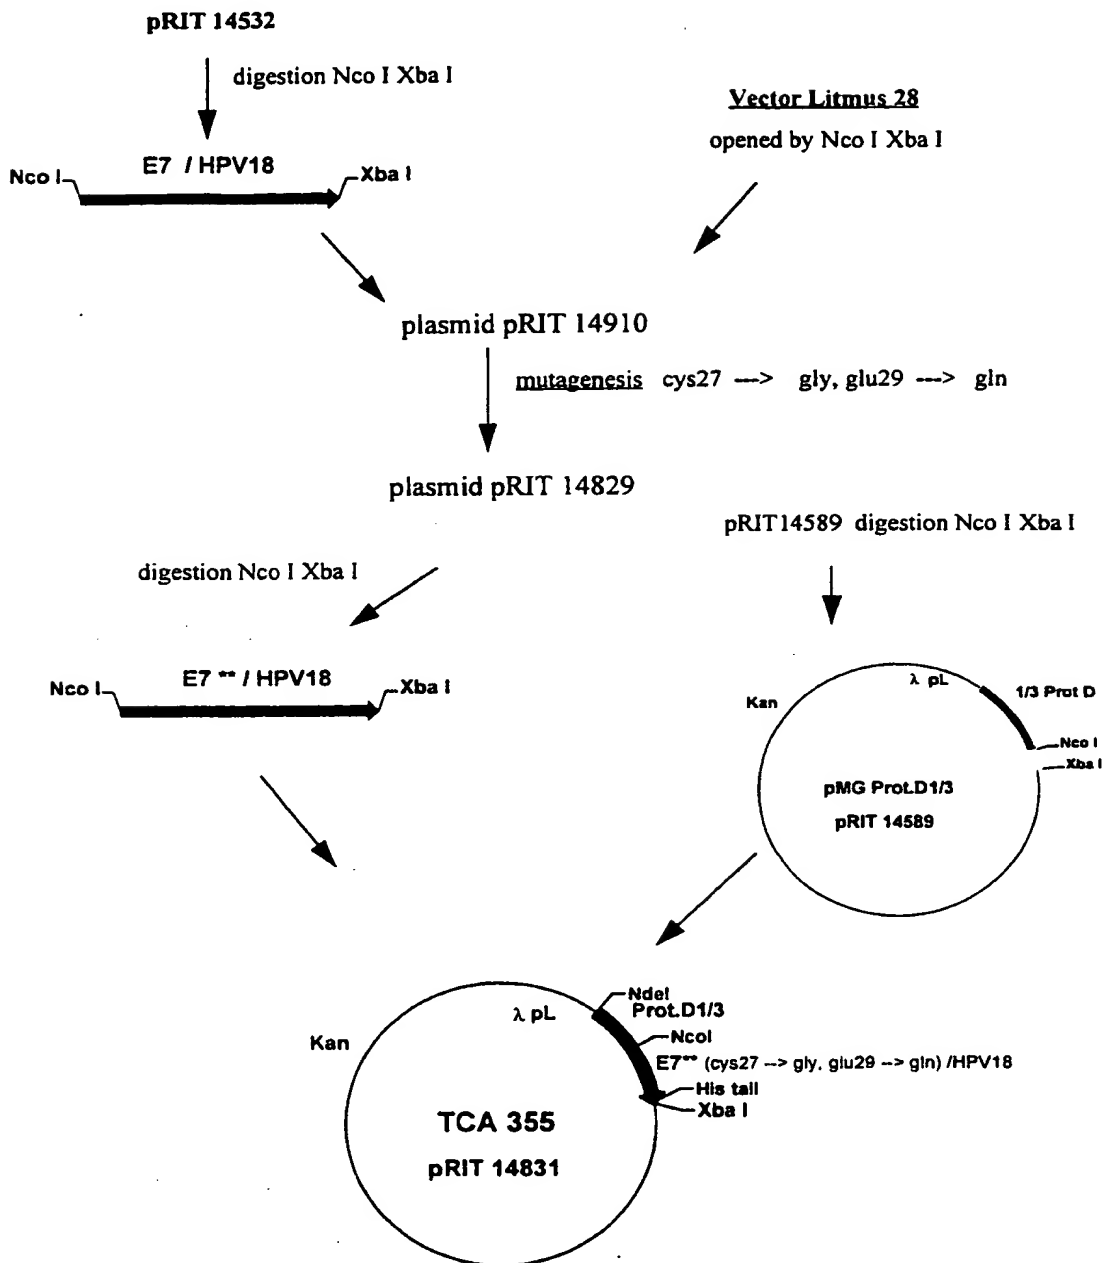 pRIT 14532
digestion Nco I Xba I
Vector Litmus 28
opened by Nco I Xba I
E7 / HPV18
Nco I
Xba I
plasmid pRIT 14910
mutagenesis cys27 ---> gly, glu29 ---> gln
plasmid pRIT 14829
pRIT14589 digestion Nco I Xba I
digestion Nco I Xba I
E7 ** / HPV18
Nco I
Xba I
λ pL
1/3 Prot D
Kan
Nco I
Xba I
pMG Prot.D1/3
pRIT 14589
NdeI
λ pL
Prot.D1/3
NcoI
Kan
E7** (cys27 --> gly, glu29 --> gln) /HPV18
His tail
Xba I
TCA 355
pRIT 14831